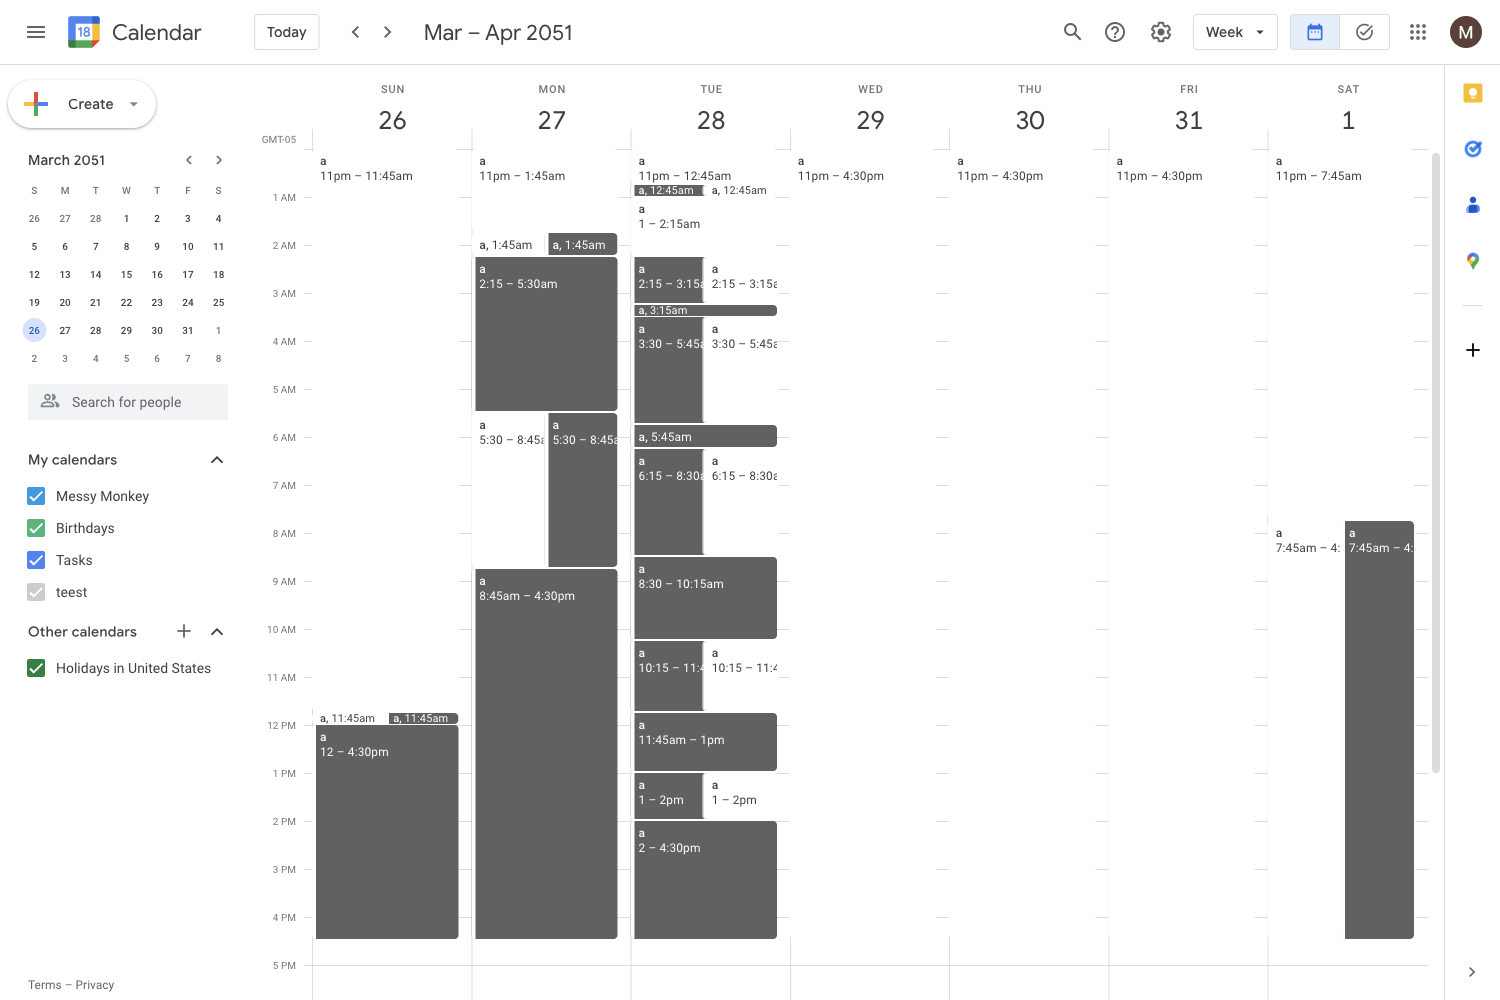 18 Calendar Today Mar – Apr 2051 Week M
Create
March 2051
S M T W T F S
26 27 28 1 2 3 4
5 6 7 8 9 10 11
12 13 14 15 16 17 18
19 20 21 22 23 24 25
26 27 28 29 30 31 1
2 3 4 5 6 7 8
Search for people
My calendars
Messy Monkey
Birthdays
Tasks
teest
Other calendars
Holidays in United States
Terms – Privacy
SUN MON TUE WED THU FRI SAT
26 27 28 29 30 31 1
GMT-05
1 AM
2 AM
3 AM
4 AM
5 AM
6 AM
7 AM
8 AM
9 AM
10 AM
11 AM
12 PM
1 PM
2 PM
3 PM
4 PM
5 PM
a
11pm – 11:45am
a, 11:45am
a, 11:45am
a
12 – 4:30pm
a
11pm – 1:45am
a, 1:45am
a, 1:45am
a
2:15 – 5:30am
a
5:30 – 8:45a
a
5:30 – 8:45a
a
8:45am – 4:30pm
a
11pm – 12:45am
a, 12:45am
a, 12:45am
a
1 – 2:15am
a
2:15 – 3:15a
a
2:15 – 3:15a
a, 3:15am
a
3:30 – 5:45a
a
3:30 – 5:45a
a, 5:45am
a
6:15 – 8:30a
a
6:15 – 8:30a
a
8:30 – 10:15am
a
10:15 – 11:4
a
10:15 – 11:4
a
11:45am – 1pm
a
1 – 2pm
a
1 – 2pm
a
2 – 4:30pm
a
11pm – 4:30pm
a
11pm – 4:30pm
a
11pm – 4:30pm
a
11pm – 7:45am
a
7:45am – 4:
a
7:45am – 4: